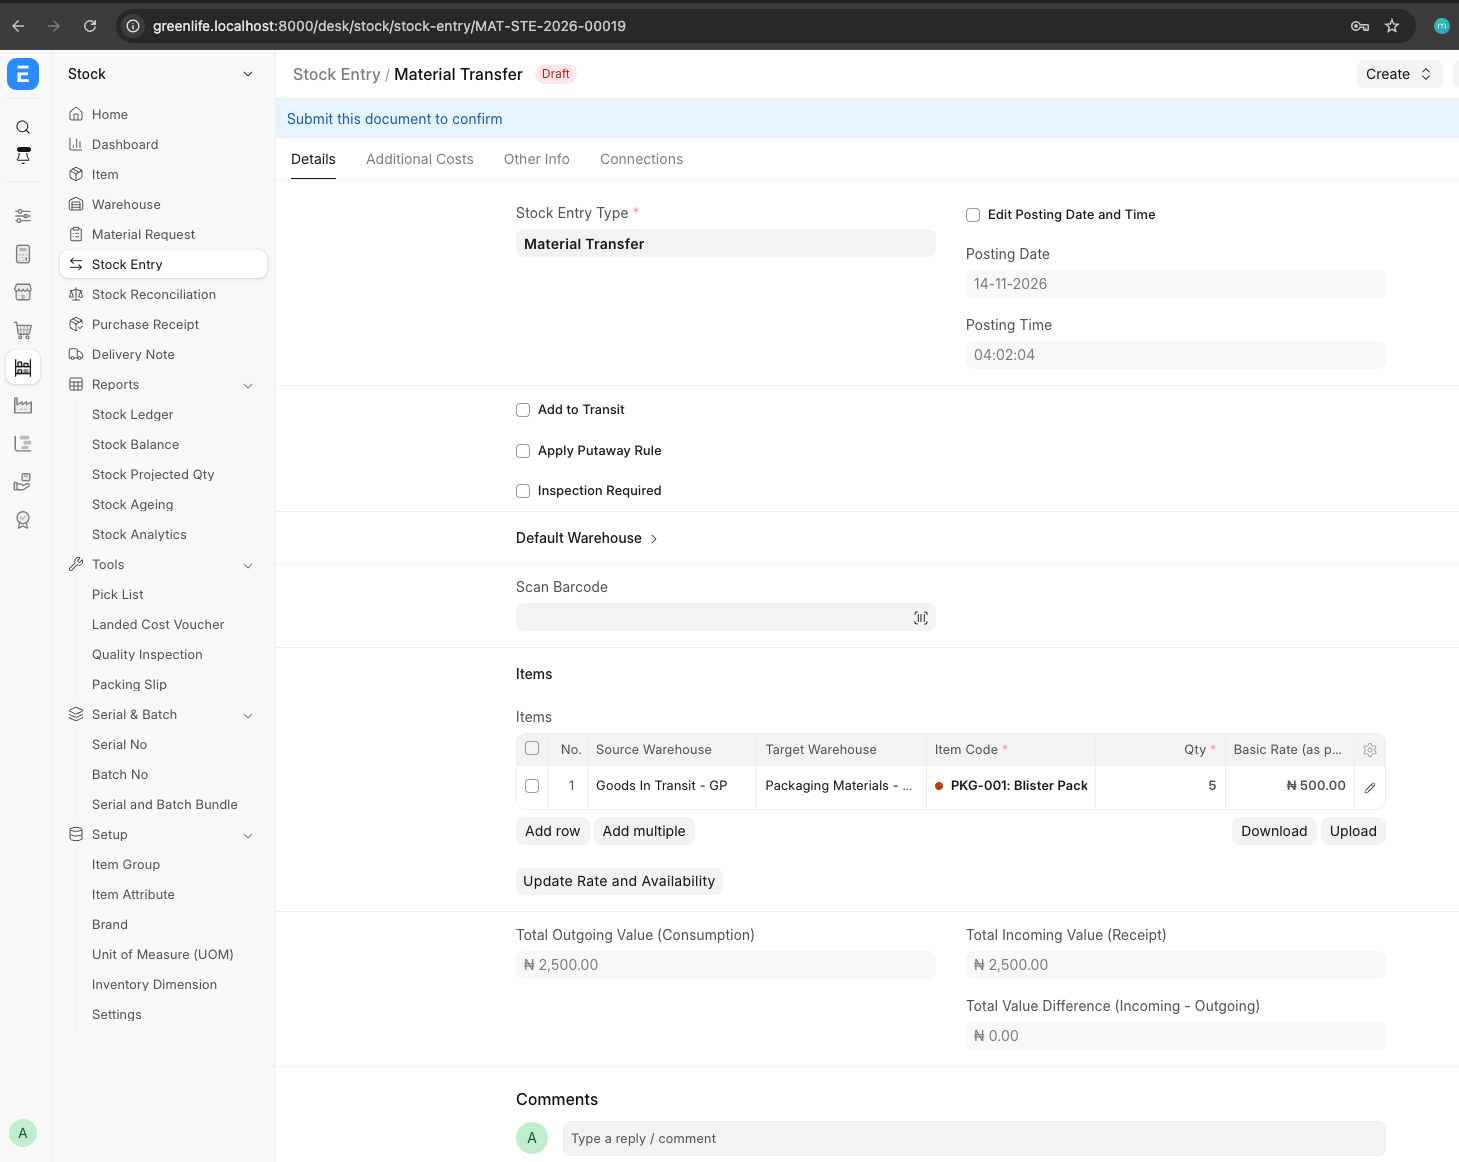 greenlife.localhost:8000/desk/stock/stock-entry/MAT-STE-2026-00019
m
E
Stock
Home
Dashboard
Item
Warehouse
Material Request
Stock Entry
Stock Reconciliation
Purchase Receipt
Delivery Note
Reports
Stock Ledger
Stock Balance
Stock Projected Qty
Stock Ageing
Stock Analytics
Tools
Pick List
Landed Cost Voucher
Quality Inspection
Packing Slip
Serial & Batch
Serial No
Batch No
Serial and Batch Bundle
Setup
Item Group
Item Attribute
Brand
Unit of Measure (UOM)
Inventory Dimension
Settings
A
Stock Entry / Material Transfer Draft
Create
Submit this document to confirm
Details Additional Costs Other Info Connections
Stock Entry Type *
Material Transfer
Edit Posting Date and Time
Posting Date
14-11-2026
Posting Time
04:02:04
Add to Transit
Apply Putaway Rule
Inspection Required
Default Warehouse
Scan Barcode
Items
Items
No. Source Warehouse Target Warehouse Item Code * Qty * Basic Rate (as p...
1 Goods In Transit - GP Packaging Materials - ... PKG-001: Blister Pack 5 ₦ 500.00
Add row Add multiple Download Upload
Update Rate and Availability
Total Outgoing Value (Consumption)
₦ 2,500.00
Total Incoming Value (Receipt)
₦ 2,500.00
Total Value Difference (Incoming - Outgoing)
₦ 0.00
Comments
A Type a reply / comment